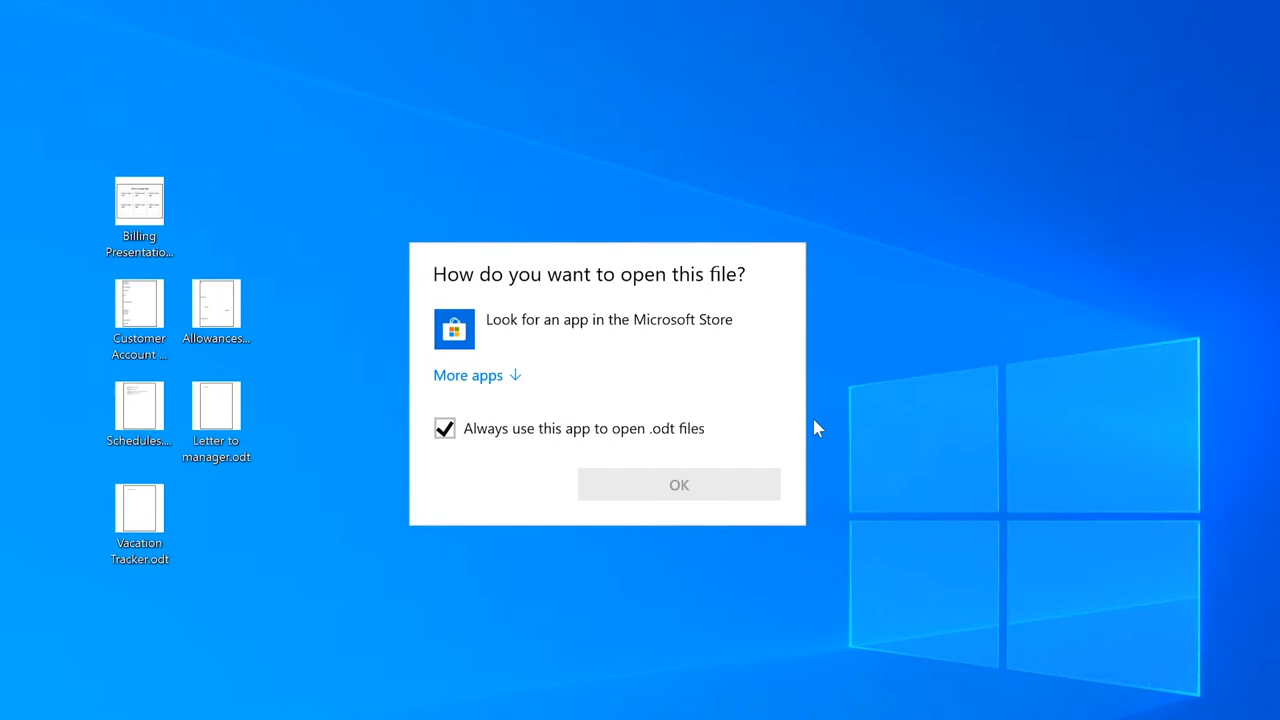 Billing
Presentatio...
Customer
Account ...
Allowances...
Schedules....
Letter to
manager.odt
Vacation
Tracker.odt
How do you want to open this file?
Look for an app in the Microsoft Store
More apps
Always use this app to open .odt files
OK